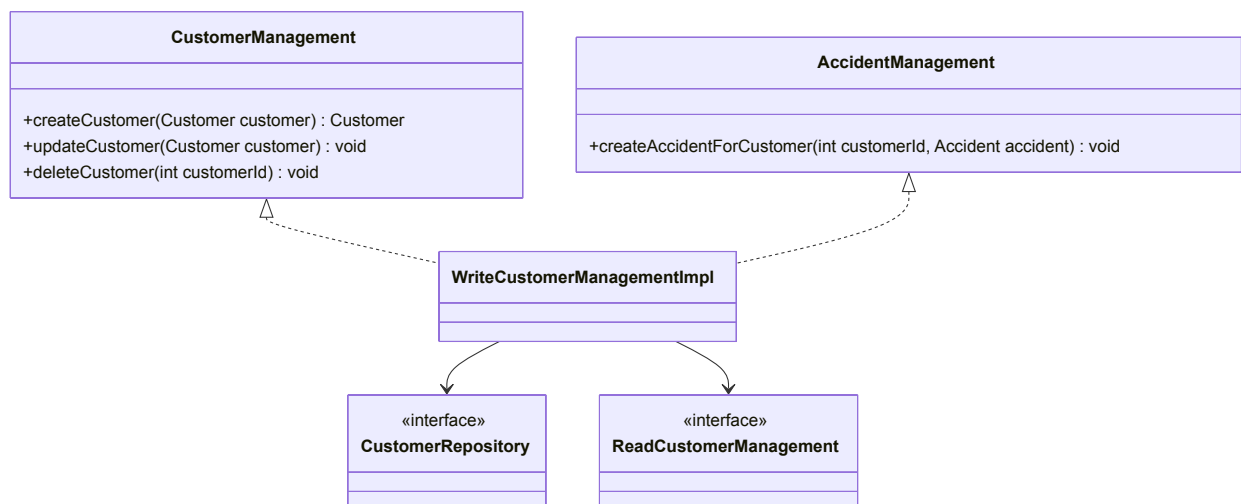 CustomerManagement
+createCustomer(Customer customer) : Customer
+updateCustomer(Customer customer) : void
+deleteCustomer(int customerId) : void
AccidentManagement
+createAccidentForCustomer(int customerId, Accident accident) : void
WriteCustomerManagementImpl
«interface»
CustomerRepository
«interface»
ReadCustomerManagement